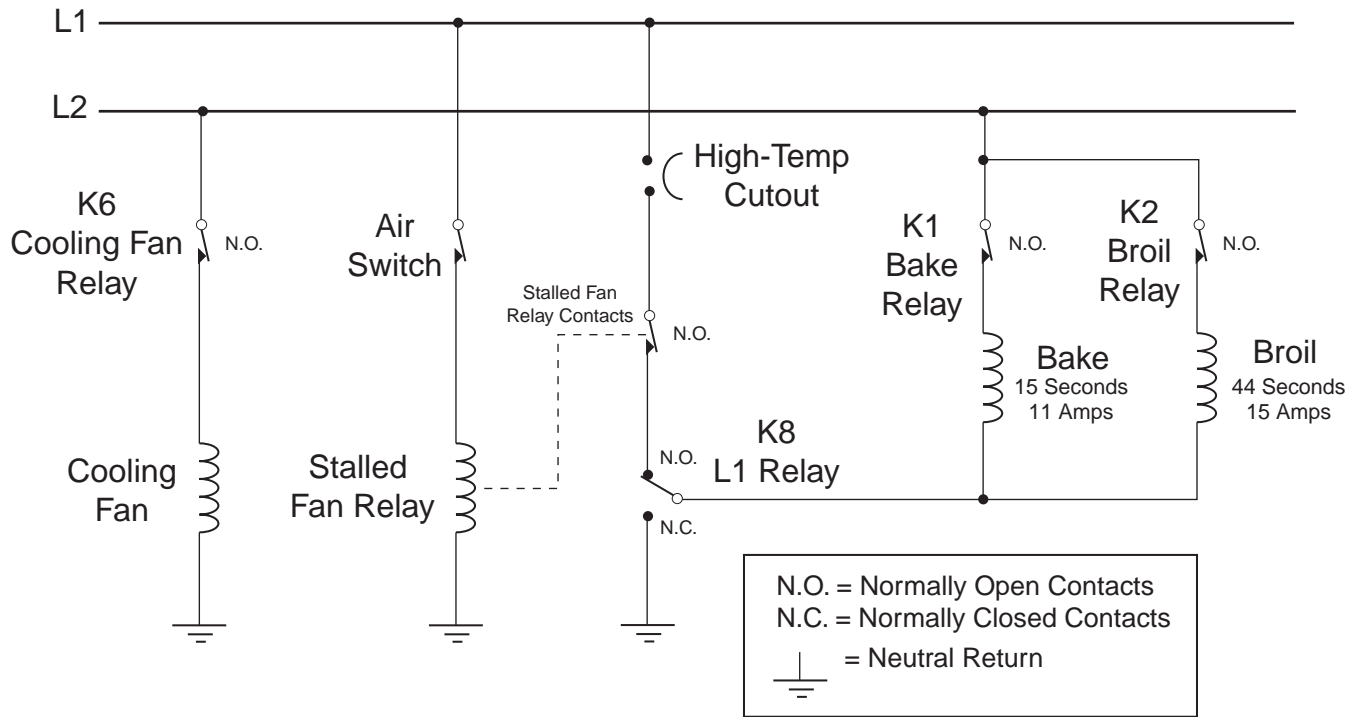 L1
L2
K6
Cooling Fan
Relay
N.O.
Cooling
Fan
Air
Switch
Stalled
Fan Relay
High-Temp
Cutout
Stalled Fan
Relay Contacts
N.O.
K8
L1 Relay
N.O.
N.C.
K1
Bake
Relay
N.O.
Bake
15 Seconds
11 Amps
K2
Broil
Relay
N.O.
Broil
44 Seconds
15 Amps
N.O. = Normally Open Contacts
N.C. = Normally Closed Contacts
= Neutral Return